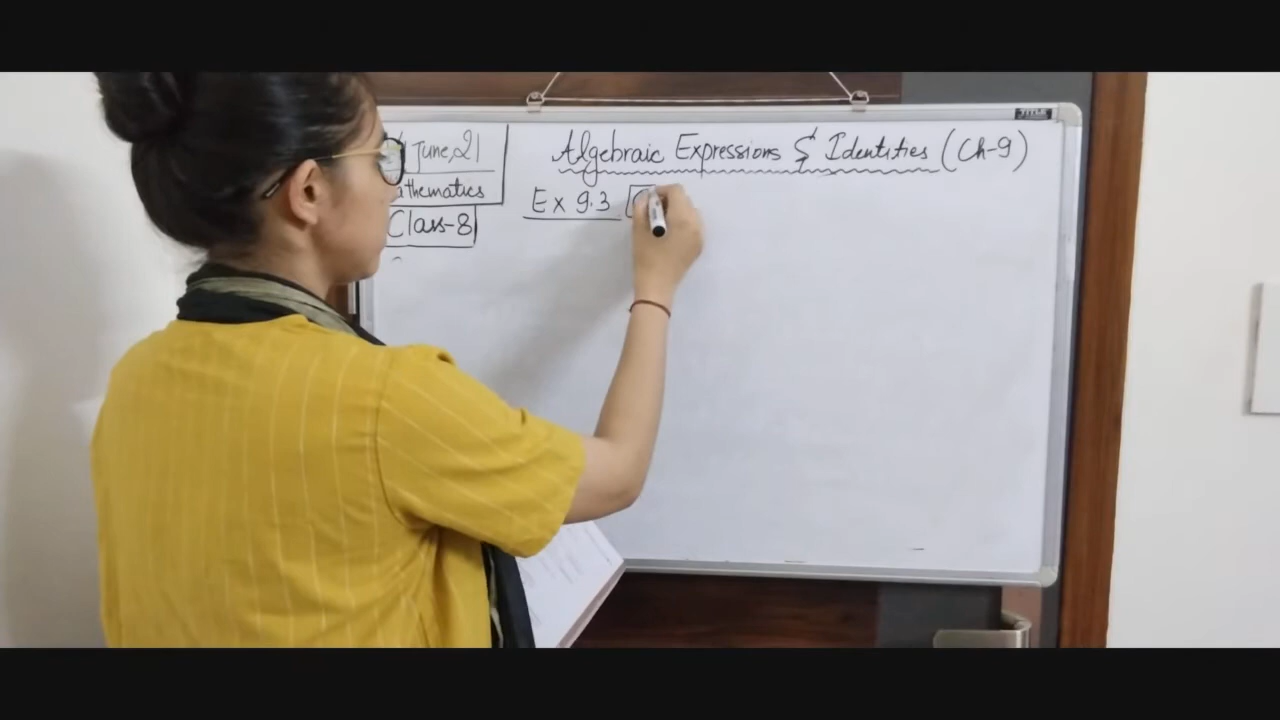 June, 21
Algebraic Expressions & Identities (Ch-9)
athematics
Ex 9.3
Class-8